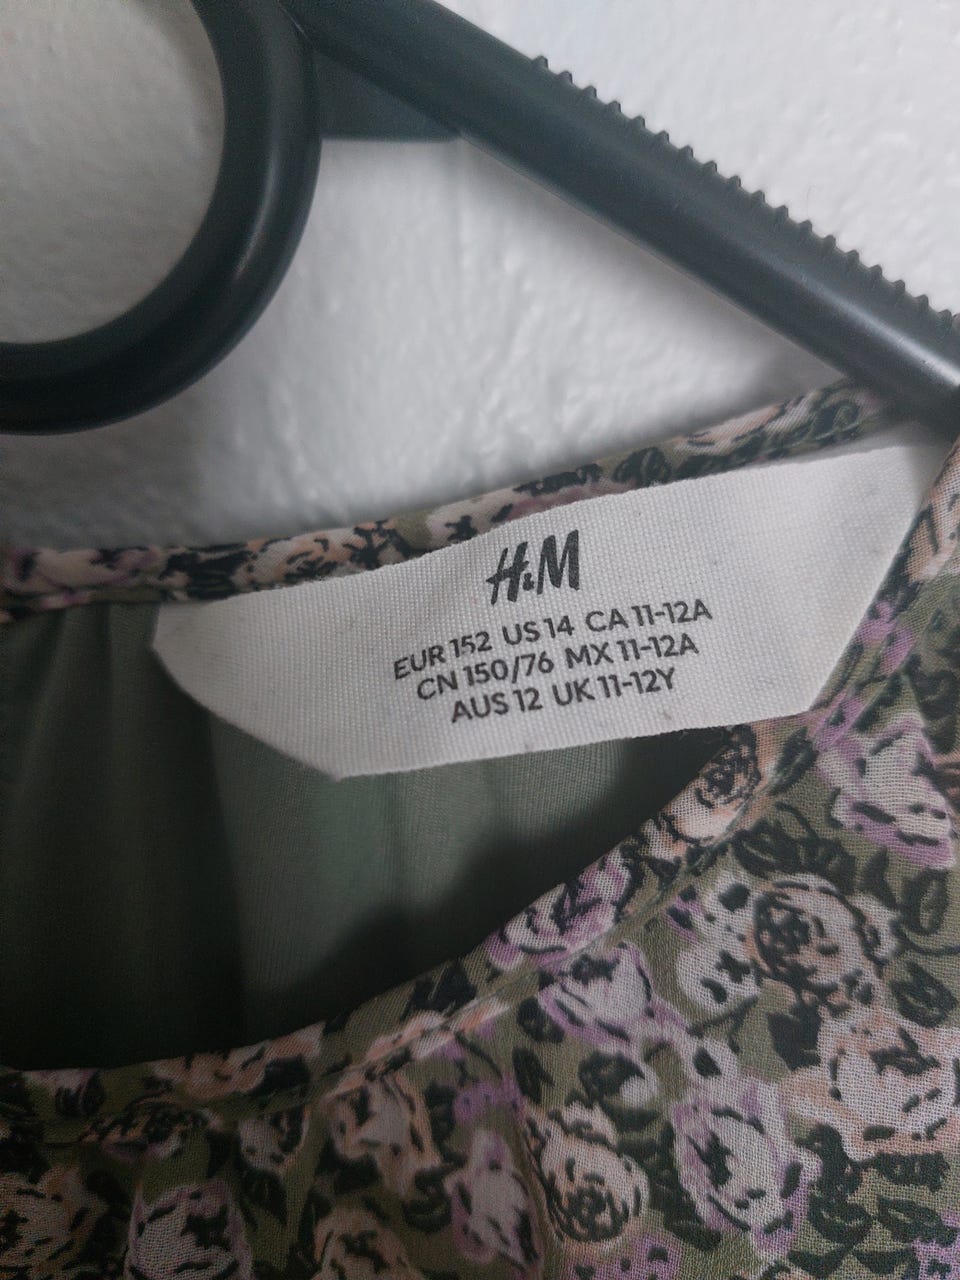 H&M
EUR 152 US 14 CA 11-12A
CN 150/76 MX 11-12A
AUS 12 UK 11-12Y